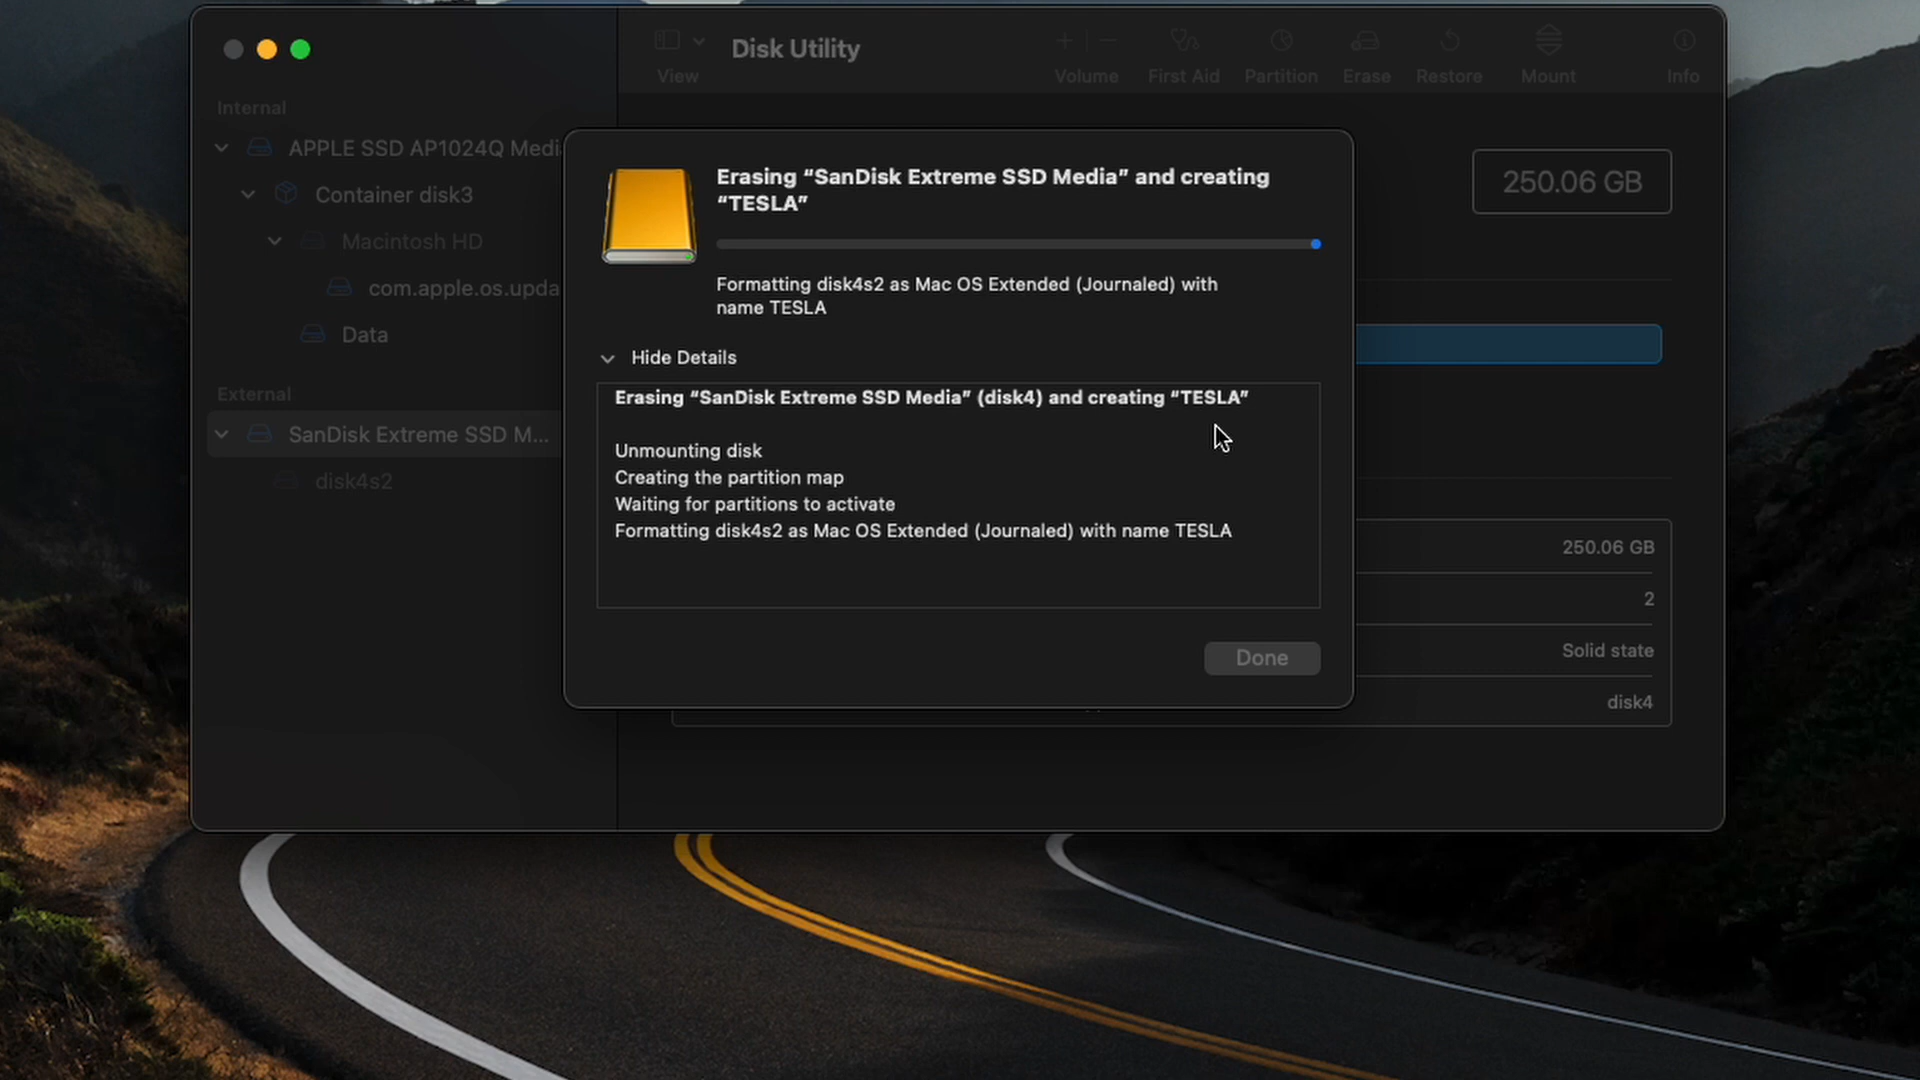 Disk Utility
View
Volume
First Aid
Partition
Erase
Restore
Mount
Info
Internal
APPLE SSD AP1024Q Medi
Container disk3
Macintosh HD
com.apple.os.upda
Data
External
SanDisk Extreme SSD M...
disk4s2
250.06 GB
Erasing “SanDisk Extreme SSD Media” and creating
“TESLA”
Formatting disk4s2 as Mac OS Extended (Journaled) with
name TESLA
Hide Details
Erasing “SanDisk Extreme SSD Media” (disk4) and creating “TESLA”
Unmounting disk
Creating the partition map
Waiting for partitions to activate
Formatting disk4s2 as Mac OS Extended (Journaled) with name TESLA
Done
250.06 GB
2
Solid state
disk4